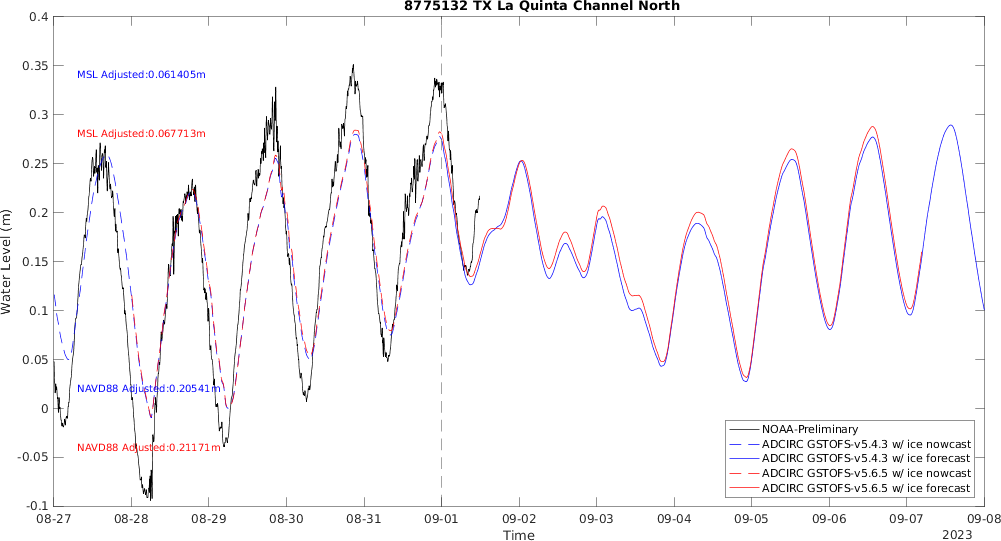 8775132 TX La Quinta Channel North
0.4
0.35
0.3
0.25
0.2
0.15
0.1
0.05
0
-0.05
-0.1
Water Level (m)
MSL Adjusted:0.061405m
MSL Adjusted:0.067713m
NAVD88 Adjusted:0.20541m
NAVD88 Adjusted:0.21171m
NOAA-Preliminary
ADCIRC GSTOFS-v5.4.3 w/ ice nowcast
ADCIRC GSTOFS-v5.4.3 w/ ice forecast
ADCIRC GSTOFS-v5.6.5 w/ ice nowcast
ADCIRC GSTOFS-v5.6.5 w/ ice forecast
08-27 08-28 08-29 08-30 08-31 09-01 09-02 09-03 09-04 09-05 09-06 09-07 09-08
Time
2023